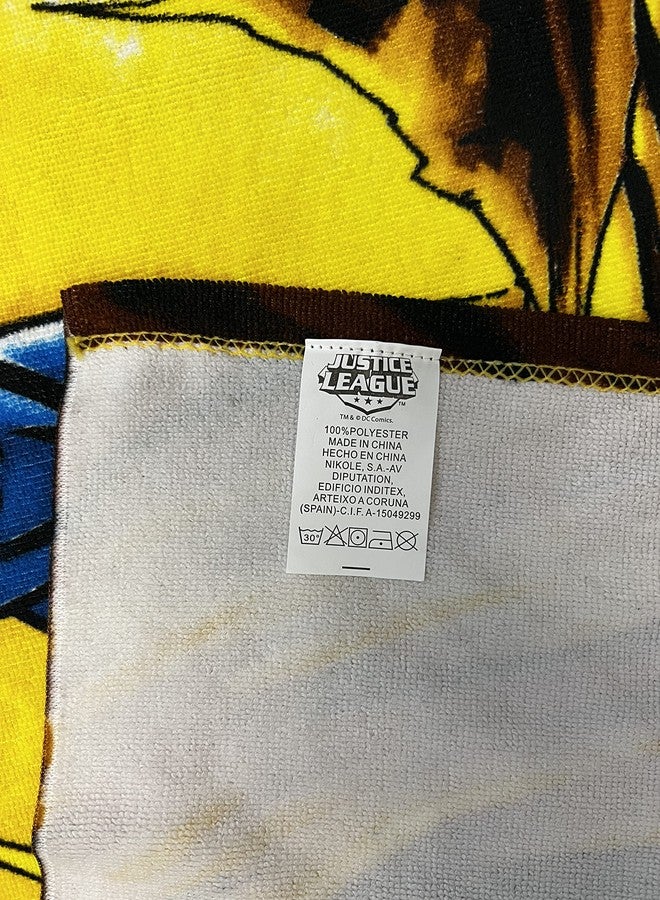 JUSTICE
LEAGUE
TM
TM & © DC Comics.
100%POLYESTER
MADE IN CHINA
HECHO EN CHINA
NIKOLE, S.A.-AV
DIPUTATION,
EDIFICIO INDITEX,
ARTEIXO A CORUNA
(SPAIN)-C.I.F. A-15049299
30°